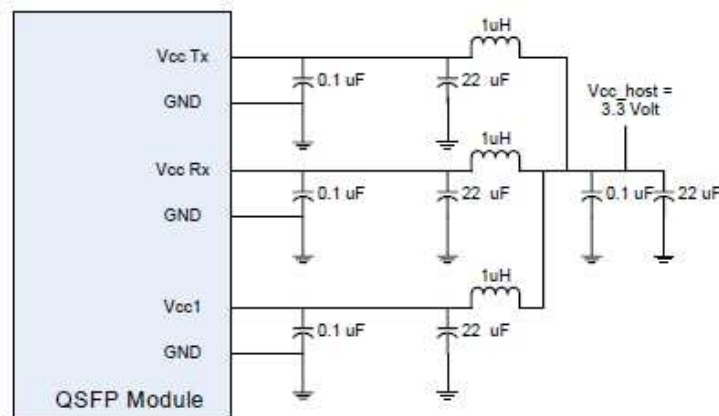 1uH
Vcc Tx
0.1 uF
22 uF
GND
Vcc_host =
3.3 Volt
1uH
Vcc Rx
0.1 uF
22 uF
0.1 uF
22 uF
GND
1uH
Vcc1
0.1 uF
22 uF
GND
QSFP Module